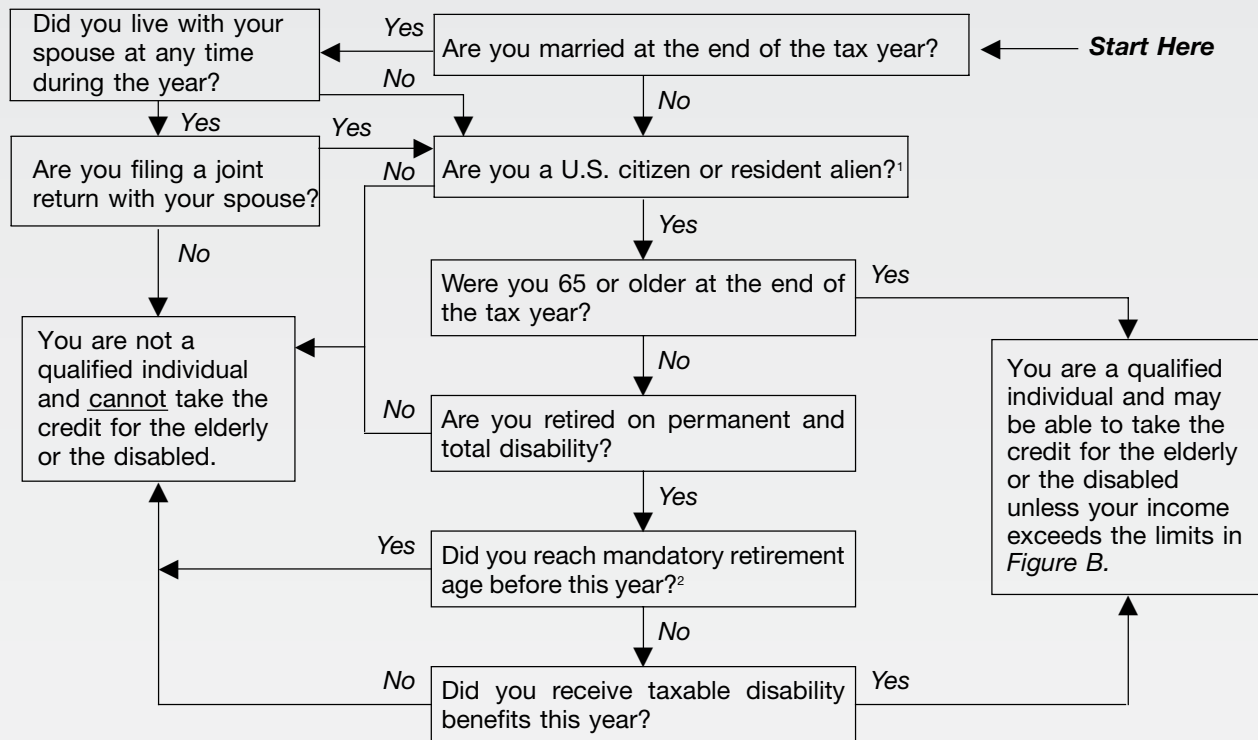 Start Here
Are you married at the end of the tax year?
Yes
No
Did you live with your
spouse at any time
during the year?
No
Yes
Are you filing a joint
return with your spouse?
Yes
No
Are you a U.S. citizen or resident alien?¹
No
Yes
Were you 65 or older at the end of
the tax year?
Yes
No
You are not a
qualified individual
and cannot take the
credit for the elderly
or the disabled.
Are you retired on permanent and
total disability?
No
Yes
You are a qualified
individual and may
be able to take the
credit for the elderly
or the disabled
unless your income
exceeds the limits in
Figure B.
Did you reach mandatory retirement
age before this year?²
Yes
No
Did you receive taxable disability
benefits this year?
No
Yes